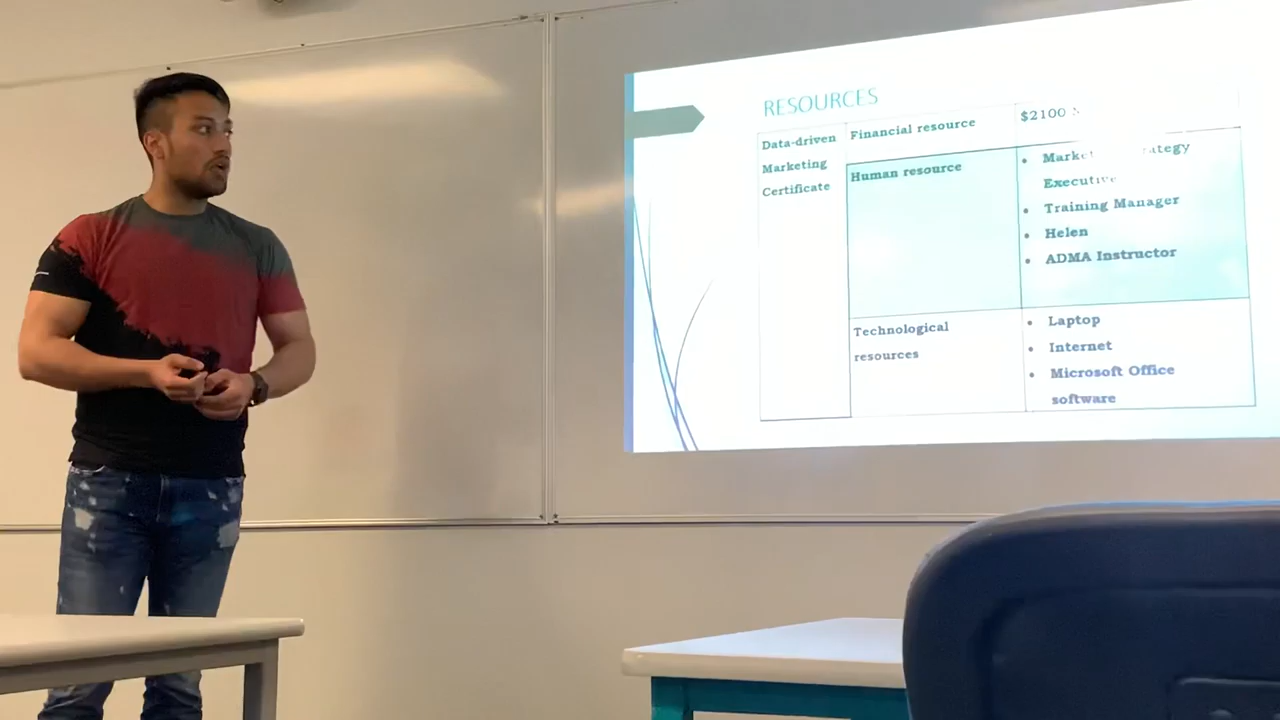 RESOURCES
Data-driven
Marketing
Certificate
Financial resource
$2100
Human resource
• Executive
• Training Manager
• Helen
• ADMA Instructor
Technological
resources
• Laptop
• Internet
• Microsoft Office
software